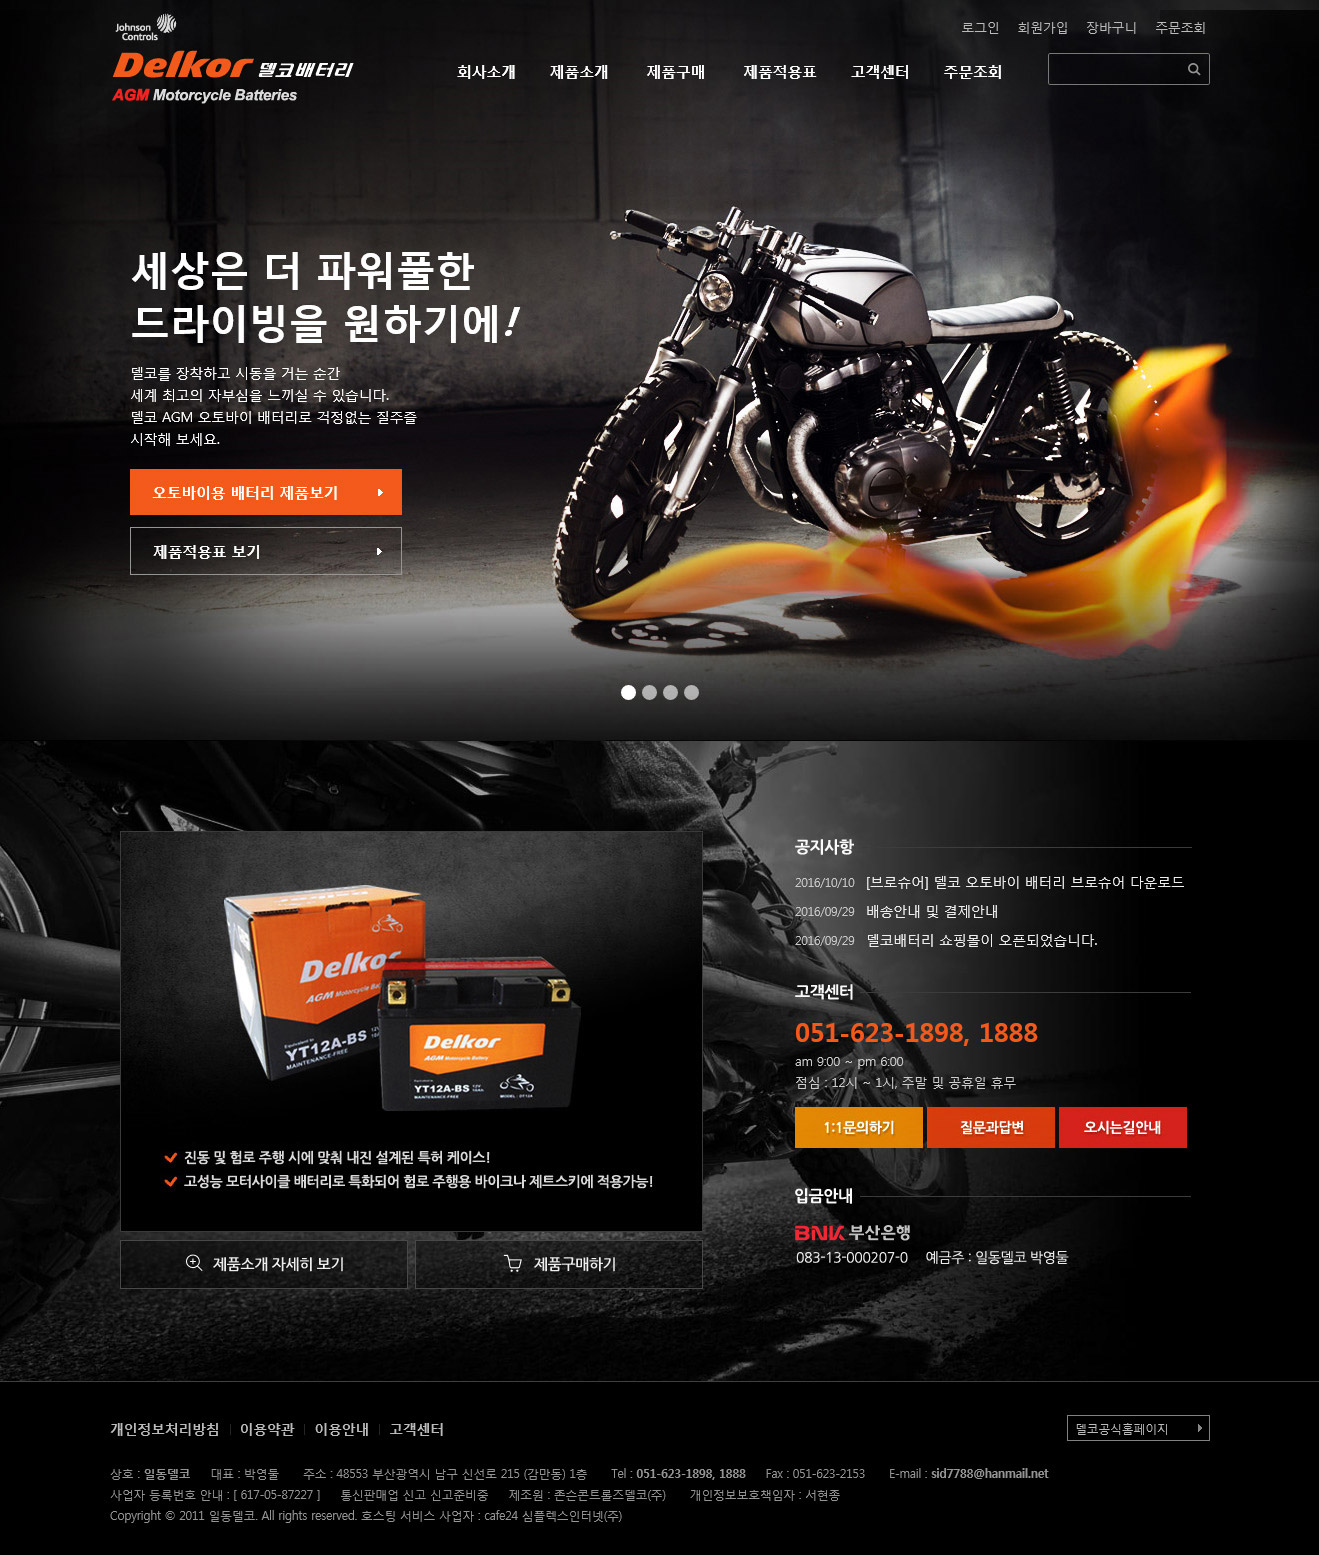 Johnson
Controls
로그인 회원가입 장바구니 주문조회
Delkor 델코배터리
AGM Motorcycle Batteries
회사소개 제품소개 제품구매 제품적용표 고객센터 주문조회
세상은 더 파워풀한
드라이빙을 원하기에!
델코를 장착하고 시동을 거는 순간
세계 최고의 자부심을 느끼실 수 있습니다.
델코 AGM 오토바이 배터리로 걱정없는 질주를
시작해 보세요.
오토바이용 배터리 제품보기
제품적용표 보기
Delkor
AGM Motorcycle Battery
YT12A-BS
MAINTENANCE-FREE
Delkor
AGM Motorcycle Battery
YT12A-BS
MAINTENANCE-FREE
진동 및 험로 주행 시에 맞춰 내진 설계된 특허 케이스!
고성능 모터사이클 배터리로 특화되어 험로 주행용 바이크나 제트스키에 적용가능!
제품소개 자세히 보기
제품구매하기
공지사항
2016/10/10 [브로슈어] 델코 오토바이 배터리 브로슈어 다운로드
2016/09/29 배송안내 및 결제안내
2016/09/29 델코배터리 쇼핑몰이 오픈되었습니다.
고객센터
051-623-1898, 1888
am 9:00 ~ pm 6:00
점심 : 12시 ~ 1시, 주말 및 공휴일 휴무
1:1문의하기 질문과답변 오시는길안내
입금안내
BNK 부산은행
083-13-000207-0 예금주 : 일동델코 박영둘
개인정보처리방침 이용약관 이용안내 고객센터
델코공식홈페이지
상호 : 일동델코 대표 : 박영둘 주소 : 48553 부산광역시 남구 신선로 215 (감만동) 1층 Tel : 051-623-1898, 1888 Fax : 051-623-2153 E-mail : sid7788@hanmail.net
사업자 등록번호 안내 : [ 617-05-87227 ] 통신판매업 신고 신고준비중 제조원 : 존슨콘트롤즈델코(주) 개인정보보호책임자 : 서현종
Copyright © 2011 일동델코. All rights reserved. 호스팅 서비스 사업자 : cafe24 심플렉스인터넷(주)